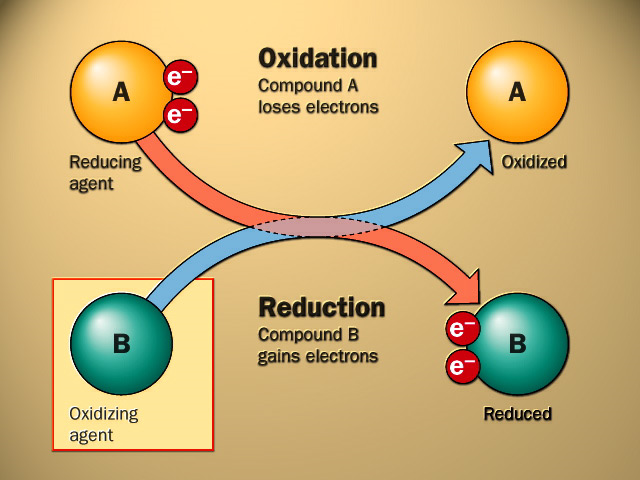 Oxidation
Compound A
loses electrons
A
e−
e−
A
Reducing
agent
Oxidized
Reduction
Compound B
gains electrons
B
e−
e−
B
Oxidizing
agent
Reduced